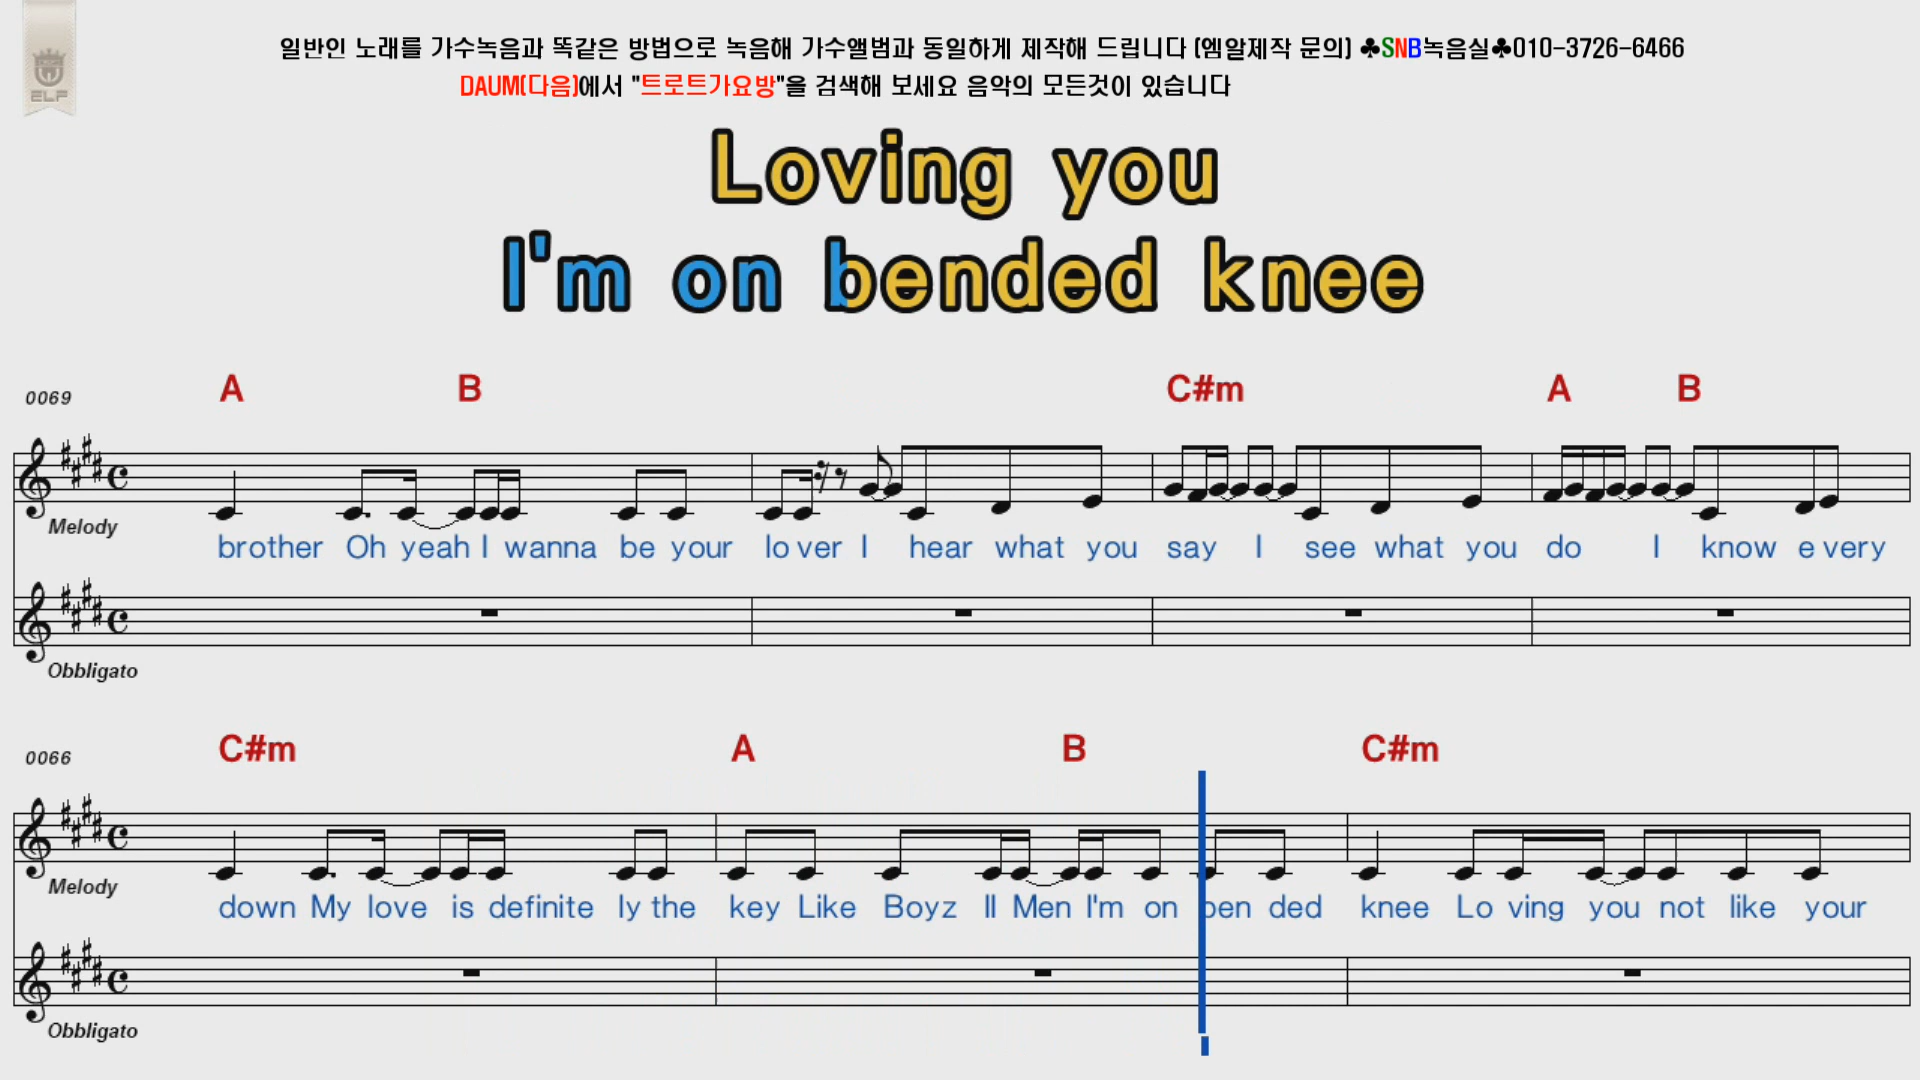 ELF
일반인 노래를 가수녹음과 똑같은 방법으로 녹음해 가수앨범과 동일하게 제작해 드립니다 (엠알제작 문의) ♣SNB녹음실♣010-3726-6466
DAUM(다음)에서 "트로트가요방"을 검색해 보세요 음악의 모든것이 있습니다
Loving you
I'm on bended knee
0069 A B C#m A B
Melody
brother Oh yeah I wanna be your lo ver I hear what you say I see what you do I know e very
Obbligato
0066 C#m A B C#m
Melody
down My love is definite ly the key Like Boyz II Men I'm on ben ded knee Lo ving you not like your
Obbligato